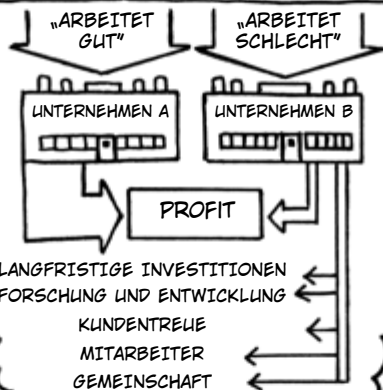 „ARBEITET GUT"
„ARBEITET SCHLECHT"
UNTERNEHMEN A
UNTERNEHMEN B
PROFIT
LANGFRISTIGE INVESTITIONEN
FORSCHUNG UND ENTWICKLUNG
KUNDENTREUE
MITARBEITER
GEMEINSCHAFT